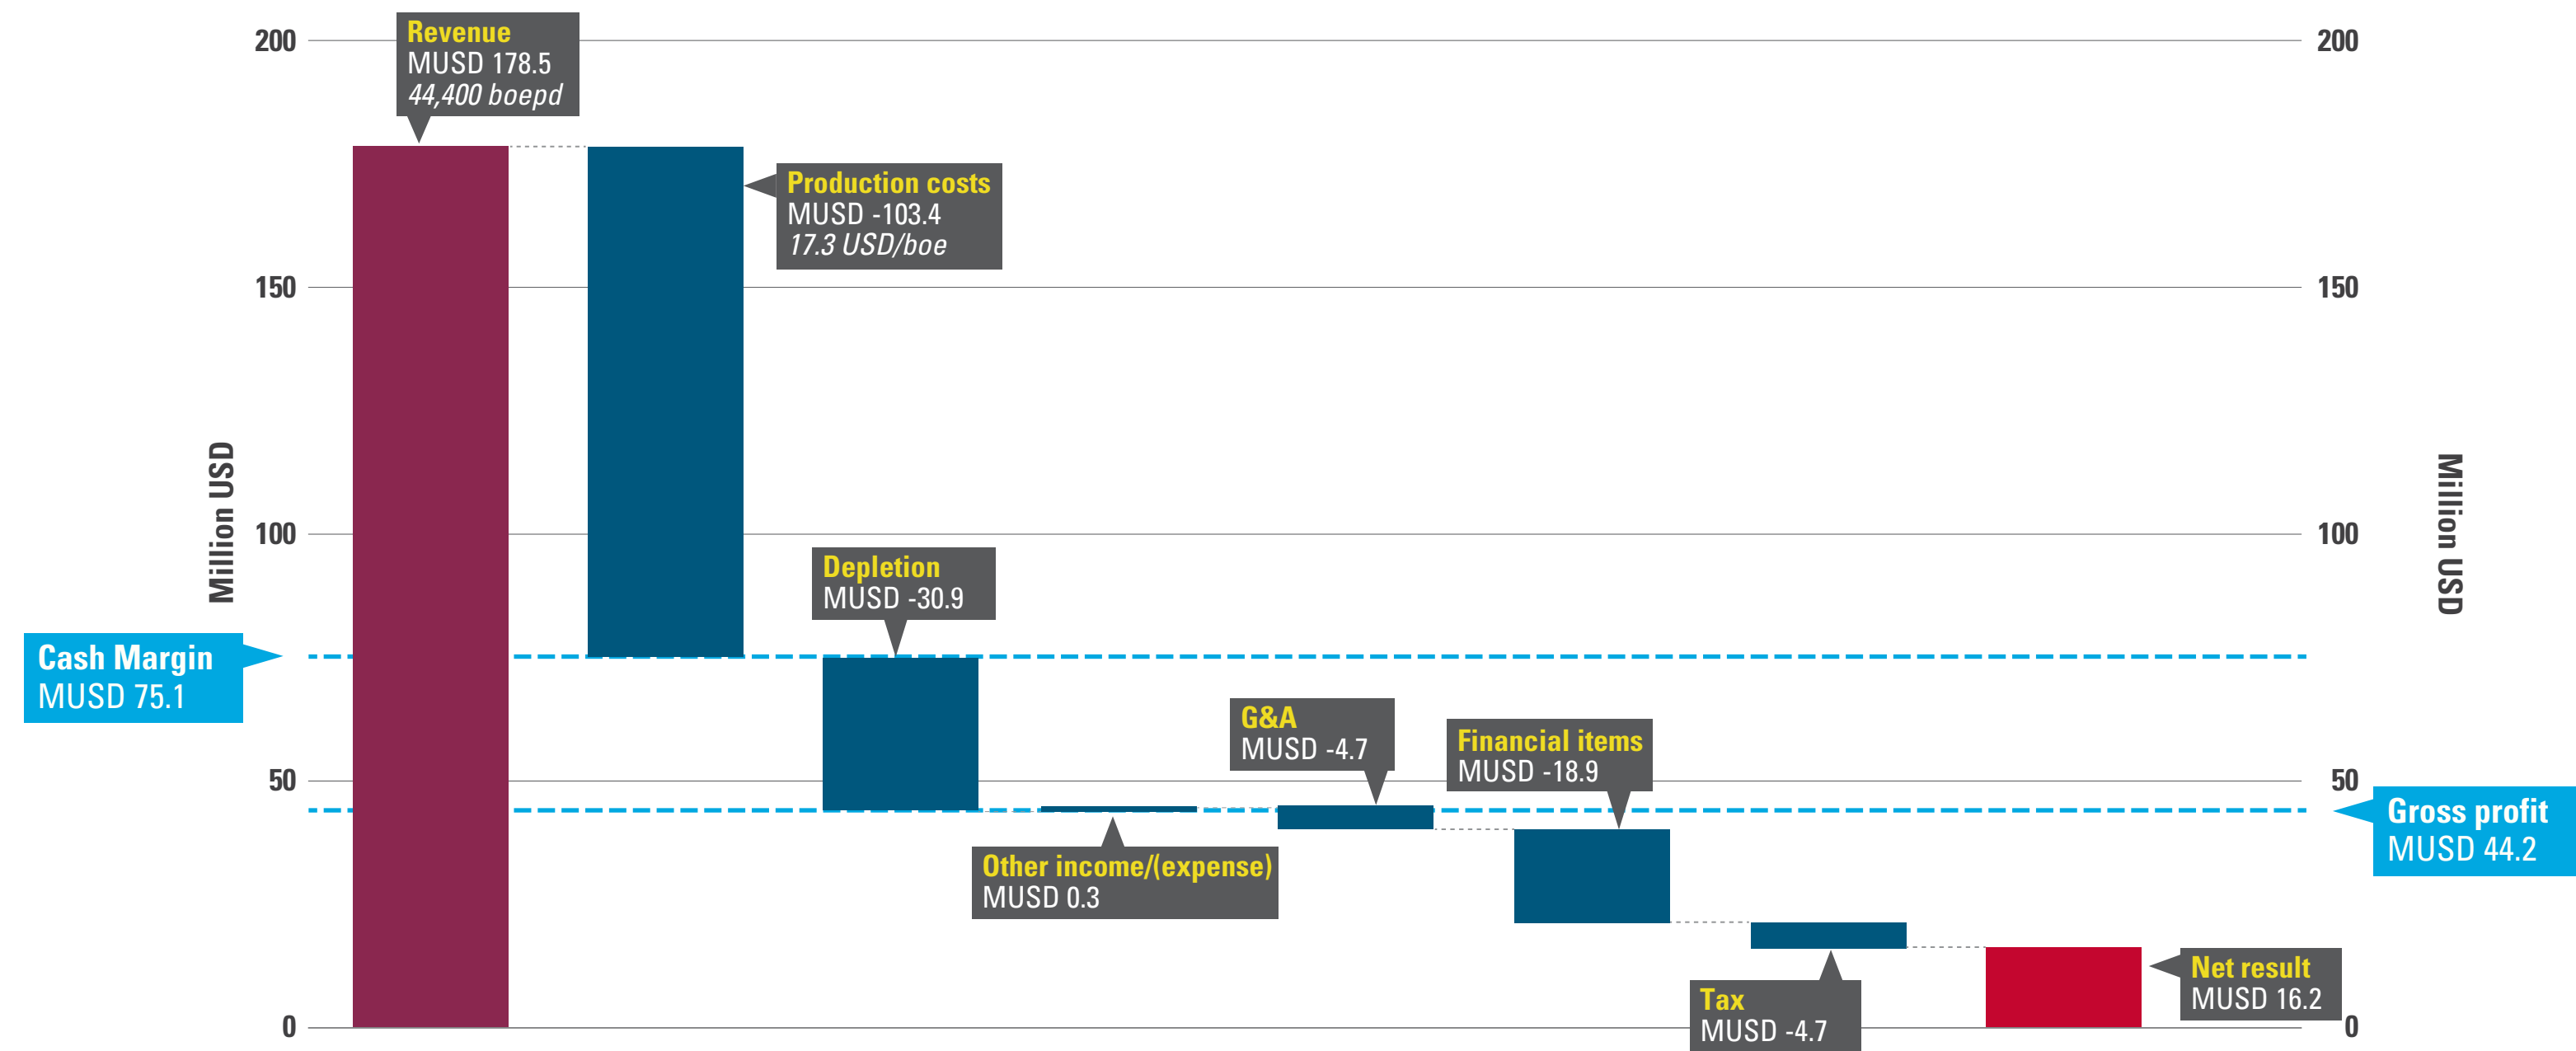 Revenue
MUSD 178.5
44,400 boepd
Production costs
MUSD -103.4
17.3 USD/boe
Depletion
MUSD -30.9
Other income/(expense)
MUSD 0.3
G&A
MUSD -4.7
Financial items
MUSD -18.9
Tax
MUSD -4.7
Net result
MUSD 16.2
Cash Margin
MUSD 75.1
Gross profit
MUSD 44.2
Million USD
200
150
100
50
0
Million USD
200
150
100
50
0